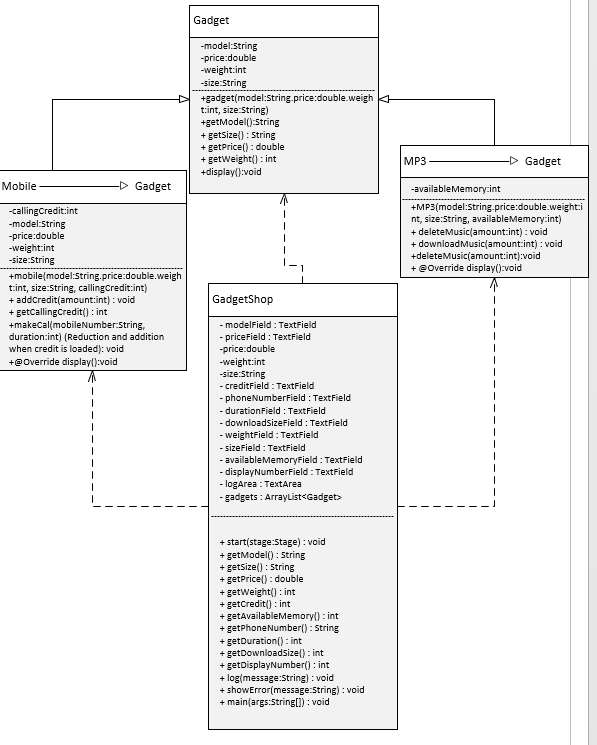 Gadget
-model:String
-price:double
-weight:int
-size:String
+gadget(model:String.price:double.weigh
t:int, size:String)
+getModel():String
+ getSize() : String
+ getPrice() : double
+ getWeight() : int
+display():void
Mobile Gadget
-callingCredit:int
-model:String
-price:double
-weight:int
-size:String
+mobile(model:String.price:double.weigh
t:int, size:String, callingCredit:int)
+ addCredit(amount:int) : void
+ getCallingCredit() : int
+makeCal(mobileNumber:String,
duration:int) (Reduction and addition
when credit is loaded): void
+@Override display():void
MP3 Gadget
-availableMemory:int
+MP3(model:String.price:double.weight:i
nt, size:String, availableMemory:int)
+ deleteMusic(amount:int) : void
+ downloadMusic(amount:int) : void
+deleteMusic(amount:int):void
+ @Override display():void
GadgetShop
- modelField : TextField
- priceField : TextField
-price:double
-weight:int
-size:String
- creditField : TextField
- phoneNumberField : TextField
- durationField : TextField
- downloadSizeField : TextField
- weightField : TextField
- sizeField : TextField
- availableMemoryField : TextField
- displayNumberField : TextField
- logArea : TextArea
- gadgets : ArrayList<Gadget>
+ start(stage:Stage) : void
+ getModel() : String
+ getSize() : String
+ getPrice() : double
+ getWeight() : int
+ getCredit() : int
+ getAvailableMemory() : int
+ getPhoneNumber() : String
+ getDuration() : int
+ getDownloadSize() : int
+ getDisplayNumber() : int
+ log(message:String) : void
+ showError(message:String) : void
+ main(args:String[]) : void